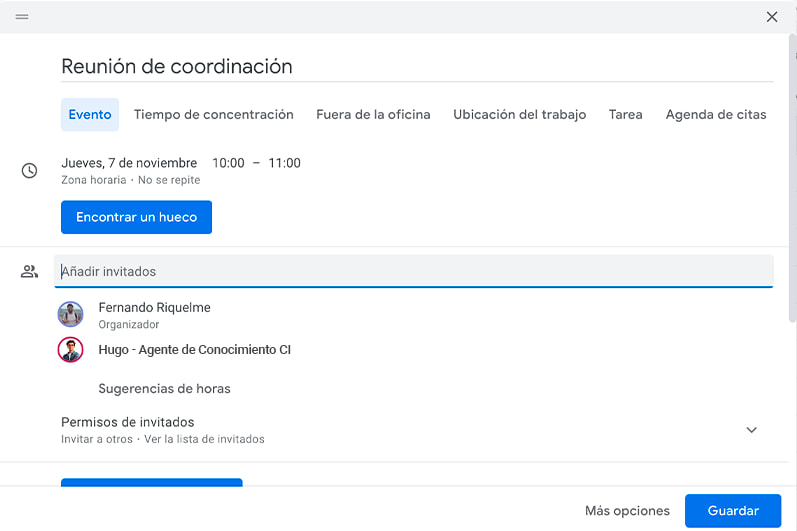 Reunión de coordinación
Evento Tiempo de concentración Fuera de la oficina Ubicación del trabajo Tarea Agenda de citas
Jueves, 7 de noviembre 10:00 – 11:00
Zona horaria · No se repite
Encontrar un hueco
Añadir invitados
Fernando Riquelme
Organizador
Hugo - Agente de Conocimiento CI
Sugerencias de horas
Permisos de invitados
Invitar a otros · Ver la lista de invitados
Más opciones Guardar